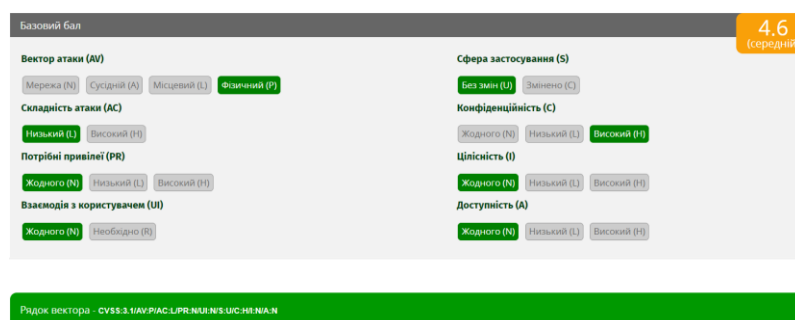 Базовий бал
4.6
(середній
Вектор атаки (AV)
Мережа (N) Сусідній (A) Місцевий (L) Фізичний (P)
Складність атаки (AC)
Низький (L) Високий (H)
Потрібні привілеї (PR)
Жодного (N) Низький (L) Високий (H)
Взаємодія з користувачем (UI)
Жодного (N) Необхідно (R)
Сфера застосування (S)
Без змін (U) Змінено (C)
Конфіденційність (C)
Жодного (N) Низький (L) Високий (H)
Цілісність (I)
Жодного (N) Низький (L) Високий (H)
Доступність (A)
Жодного (N) Низький (L) Високий (H)
Рядок вектора - CVSS:3.1/AV:P/AC:L/PR:N/UI:N/S:U/C:H/I:N/A:N